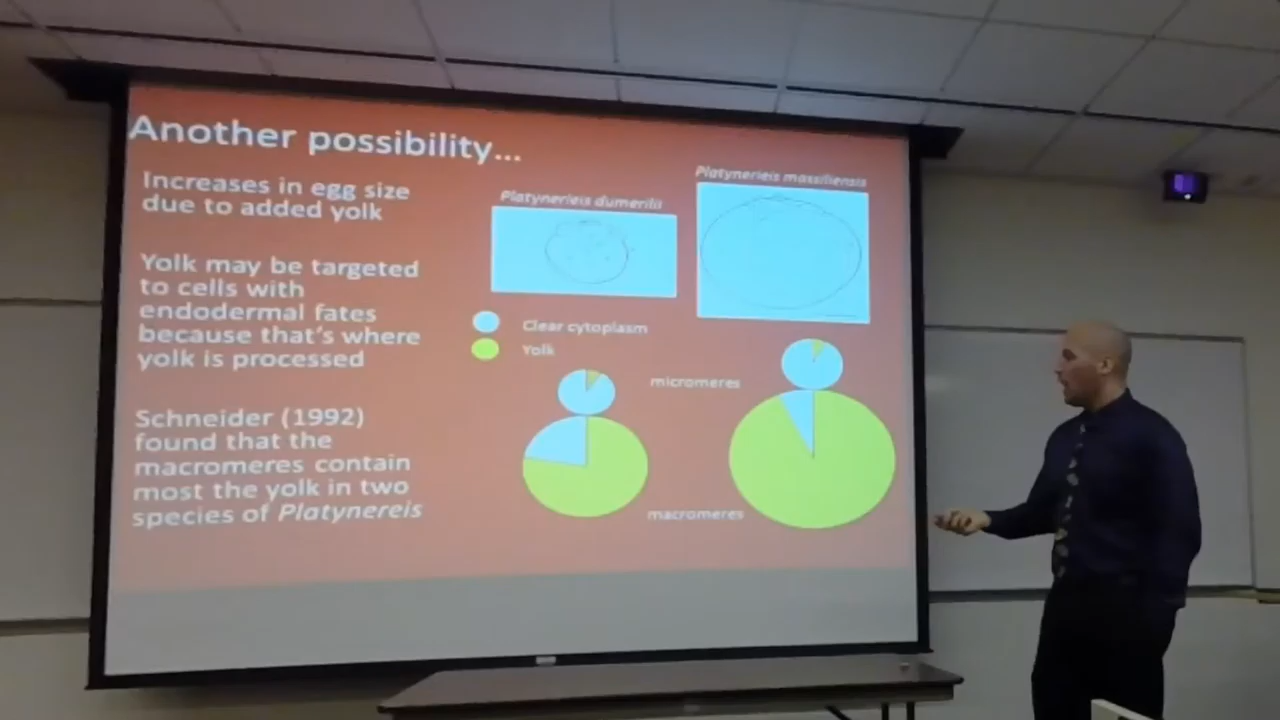 Another possibility...
Increases in egg size
due to added yolk
Yolk may be targeted
to cells with
endodermal fates
because that's where
yolk is processed
Schneider (1992)
found that the
macromeres contain
most the yolk in two
species of Platynereis
Platynerieis dumerilii
Platynerieis massiliensis
Clear cytoplasm
Yolk
micromeres
macromeres